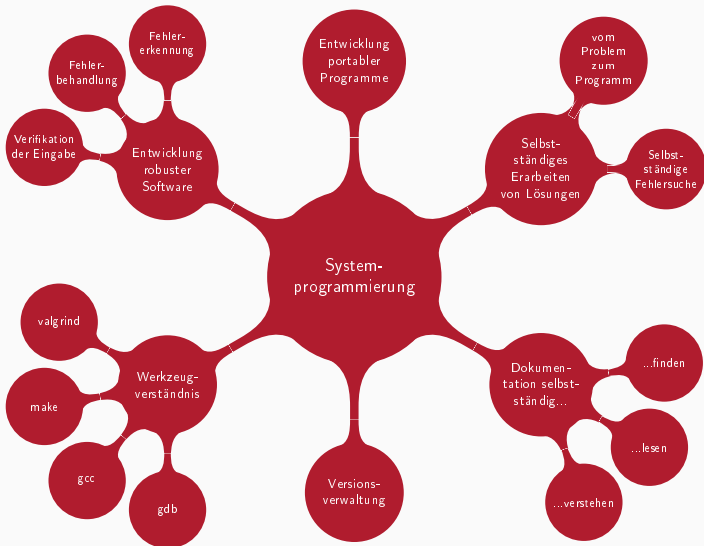 Fehler-
erkennung
Fehler-
behandlung
Verifikation
der Eingabe
Entwicklung
robuster
Software
Entwicklung
portabler
Programme
vom
Problem
zum
Programm
Selbst-
ständiges
Erarbeiten
von Lösungen
Selbst-
ständige
Fehlersuche
System-
programmierung
valgrind
make
gcc
gdb
Werkzeug-
verständnis
Versions-
verwaltung
Dokumen-
tation selbst-
ständig...
...finden
...lesen
...verstehen